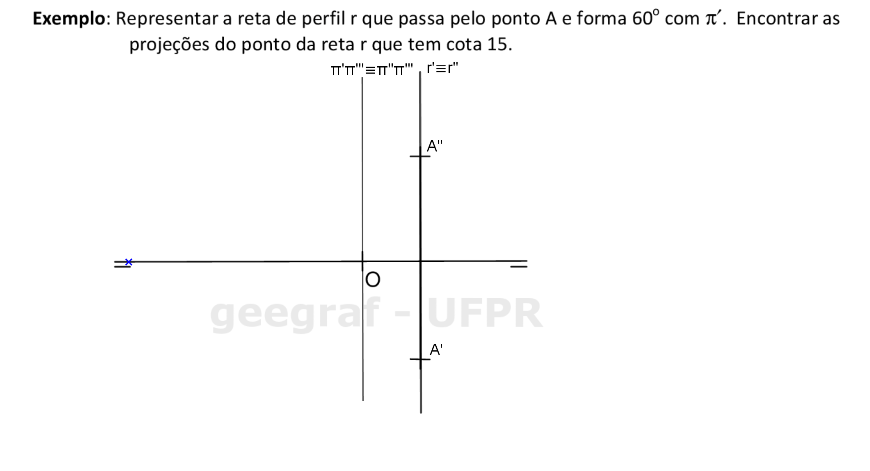 Exemplo: Representar a reta de perfil r que passa pelo ponto A e forma 60º com π′. Encontrar as
projeções do ponto da reta r que tem cota 15.
π'π'''≡π''π''' r'≡r''
A''
O
geegraf - UFPR
A'